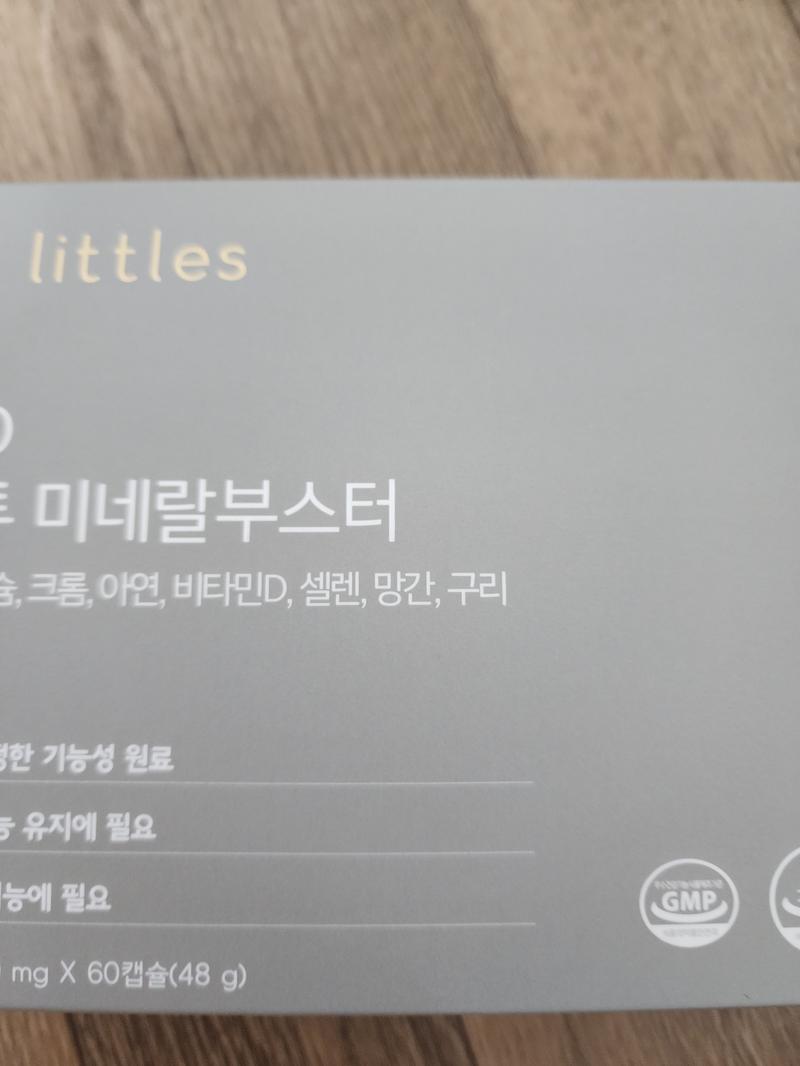 littles
미네랄부스터
크롬, 아연, 비타민D, 셀렌, 망간, 구리
기능성 원료
유지에 필요
필요
mg X 60캡슐(48 g)
GMP